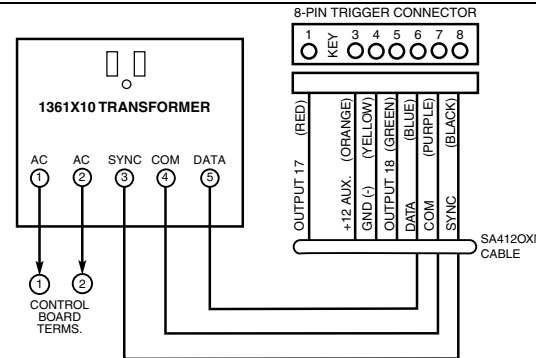 8-PIN TRIGGER CONNECTOR
1 KEY 3 4 5 6 7 8
1361X10 TRANSFORMER
AC AC SYNC COM DATA
1 2 3 4 5
OUTPUT 17 (RED)
+12 AUX. (ORANGE)
GND (-) (YELLOW)
OUTPUT 18 (GREEN)
DATA (BLUE)
COM (PURPLE)
SYNC (BLACK)
SA412OXM
CABLE
1 2
CONTROL
BOARD
TERMS.